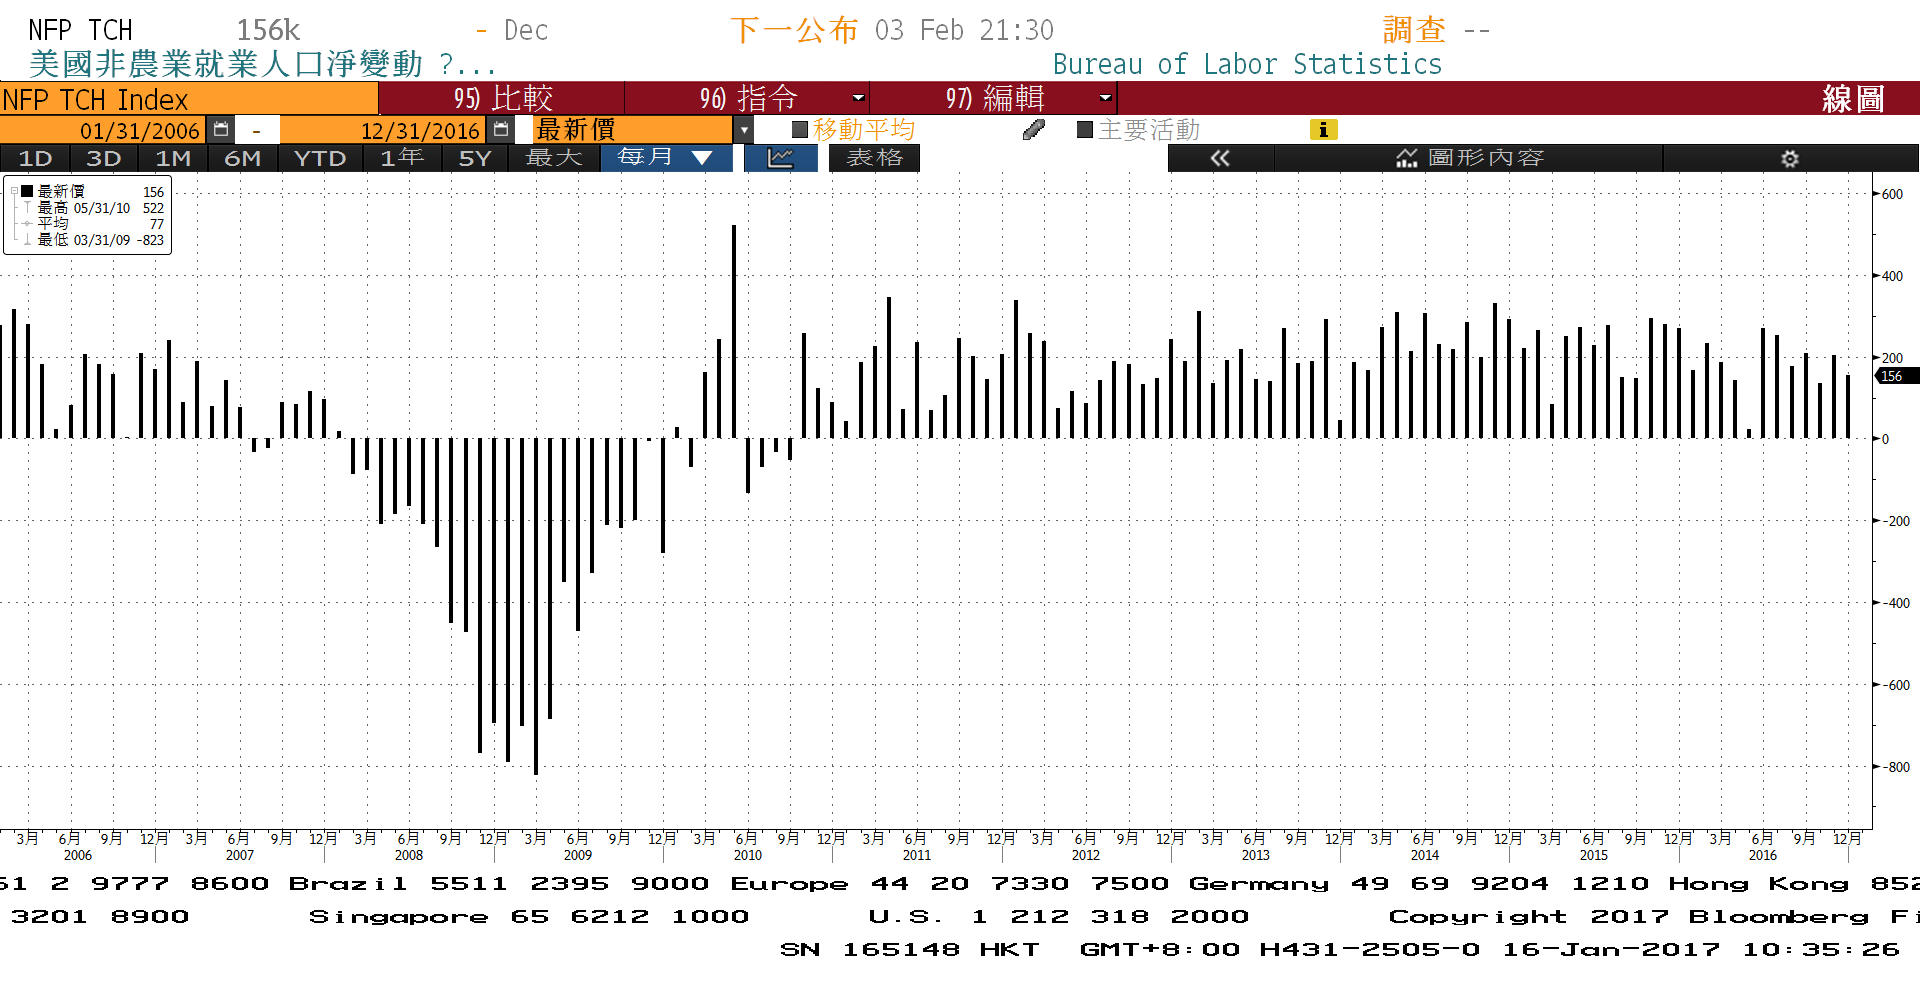 NFP TCH 156k - Dec 下一公布 03 Feb 21:30 調查 --
美國非農業就業人口淨變動 ?... Bureau of Labor Statistics
NFP TCH Index 95) 比較 96) 指令 97) 編輯 線圖
01/31/2006 - 12/31/2016 最新價 移動平均 主要活動 i
1D 3D 1M 6M YTD 1年 5Y 最大 每月 ▼ 表格 « 圖形內容
最新價 156
最高 05/31/10 522
平均 77
最低 03/31/09 -823
600
400
200
156
0
-200
-400
-600
-800
3月 6月 9月 12月 3月 6月 9月 12月 3月 6月 9月 12月 3月 6月 9月 12月 3月 6月 9月 12月 3月 6月 9月 12月 3月 6月 9月 12月 3月 6月 9月 12月 3月 6月 9月 12月 3月 6月 9月 12月 3月 6月 9月 12月
2006 2007 2008 2009 2010 2011 2012 2013 2014 2015 2016
61 2 9777 8600 Brazil 5511 2395 9000 Europe 44 20 7330 7500 Germany 49 69 9204 1210 Hong Kong 852
3201 8900 Singapore 65 6212 1000 U.S. 1 212 318 2000 Copyright 2017 Bloomberg Fi
SN 165148 HKT GMT+8:00 H431-2505-0 16-Jan-2017 10:35:26